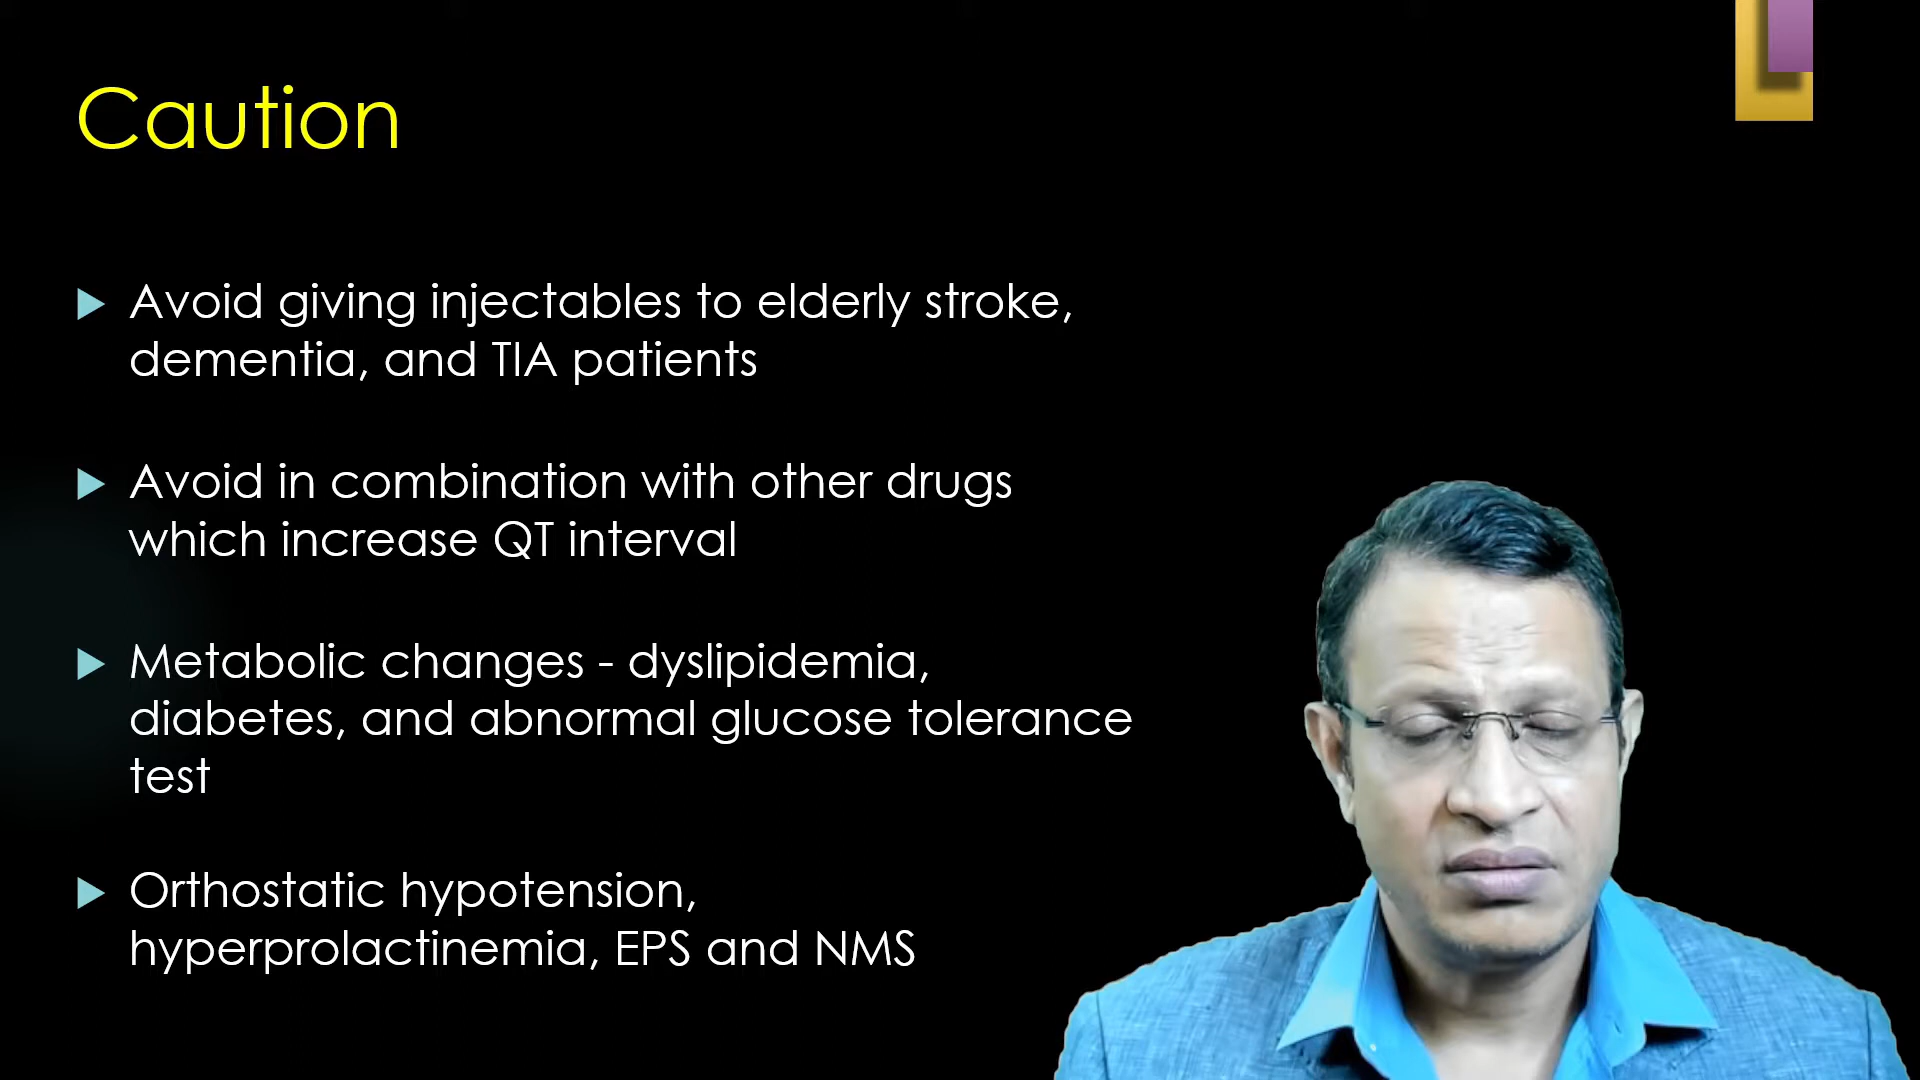 Caution
Avoid giving injectables to elderly stroke,
dementia, and TIA patients
Avoid in combination with other drugs
which increase QT interval
Metabolic changes - dyslipidemia,
diabetes, and abnormal glucose tolerance
test
Orthostatic hypotension,
hyperprolactinemia, EPS and NMS